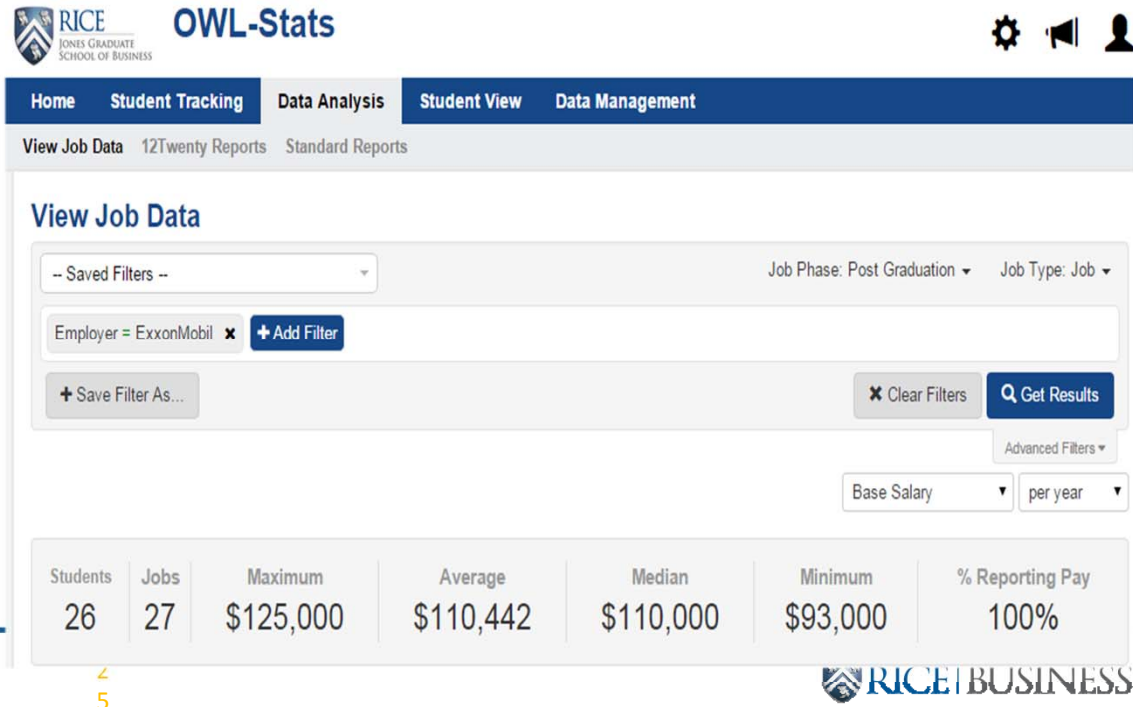 RICE
JONES GRADUATE
SCHOOL OF BUSINESS
OWL-Stats
Home Student Tracking Data Analysis Student View Data Management
View Job Data 12Twenty Reports Standard Reports
View Job Data
-- Saved Filters --
Job Phase: Post Graduation Job Type: Job
Employer = ExxonMobil × + Add Filter
+ Save Filter As...
× Clear Filters Get Results
Advanced Filters
Base Salary per year
Students Jobs Maximum Average Median Minimum % Reporting Pay
26 27 $125,000 $110,442 $110,000 $93,000 100%
2
5
RICE | BUSINESS